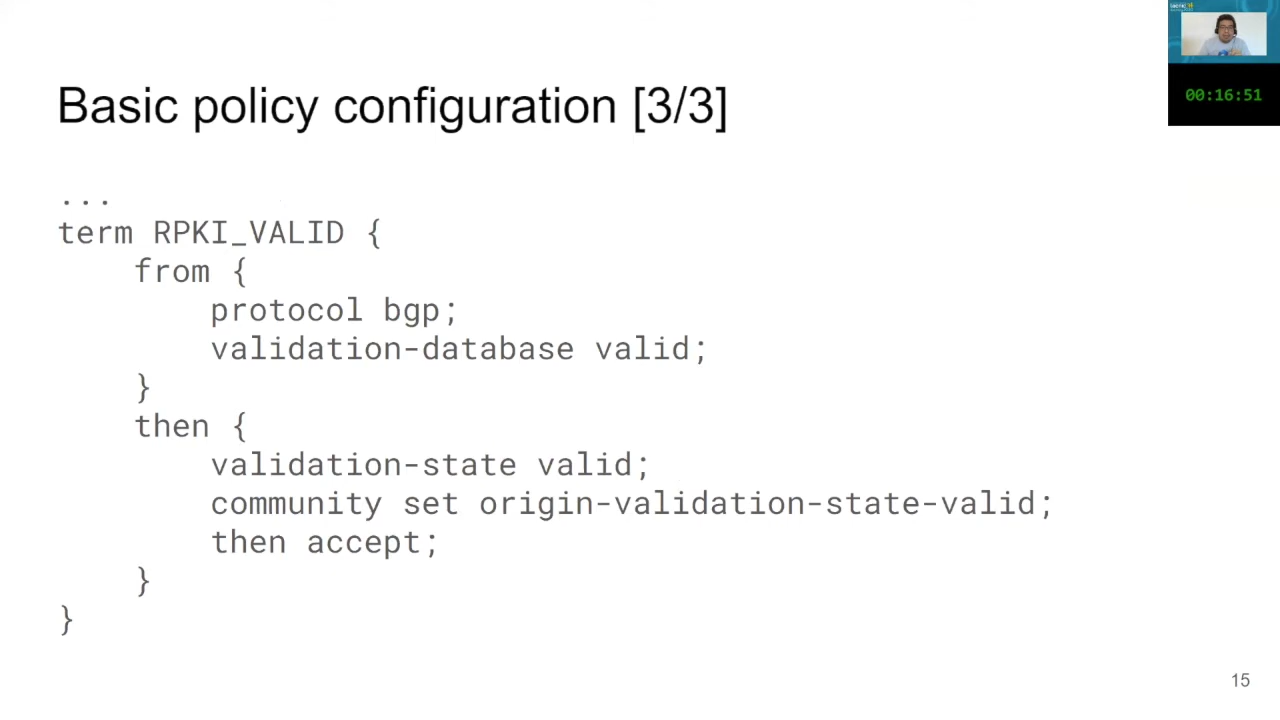 Basic policy configuration [3/3]
00:16:51
...
term RPKI_VALID {
from {
protocol bgp;
validation-database valid;
}
then {
validation-state valid;
community set origin-validation-state-valid;
then accept;
}
}
15